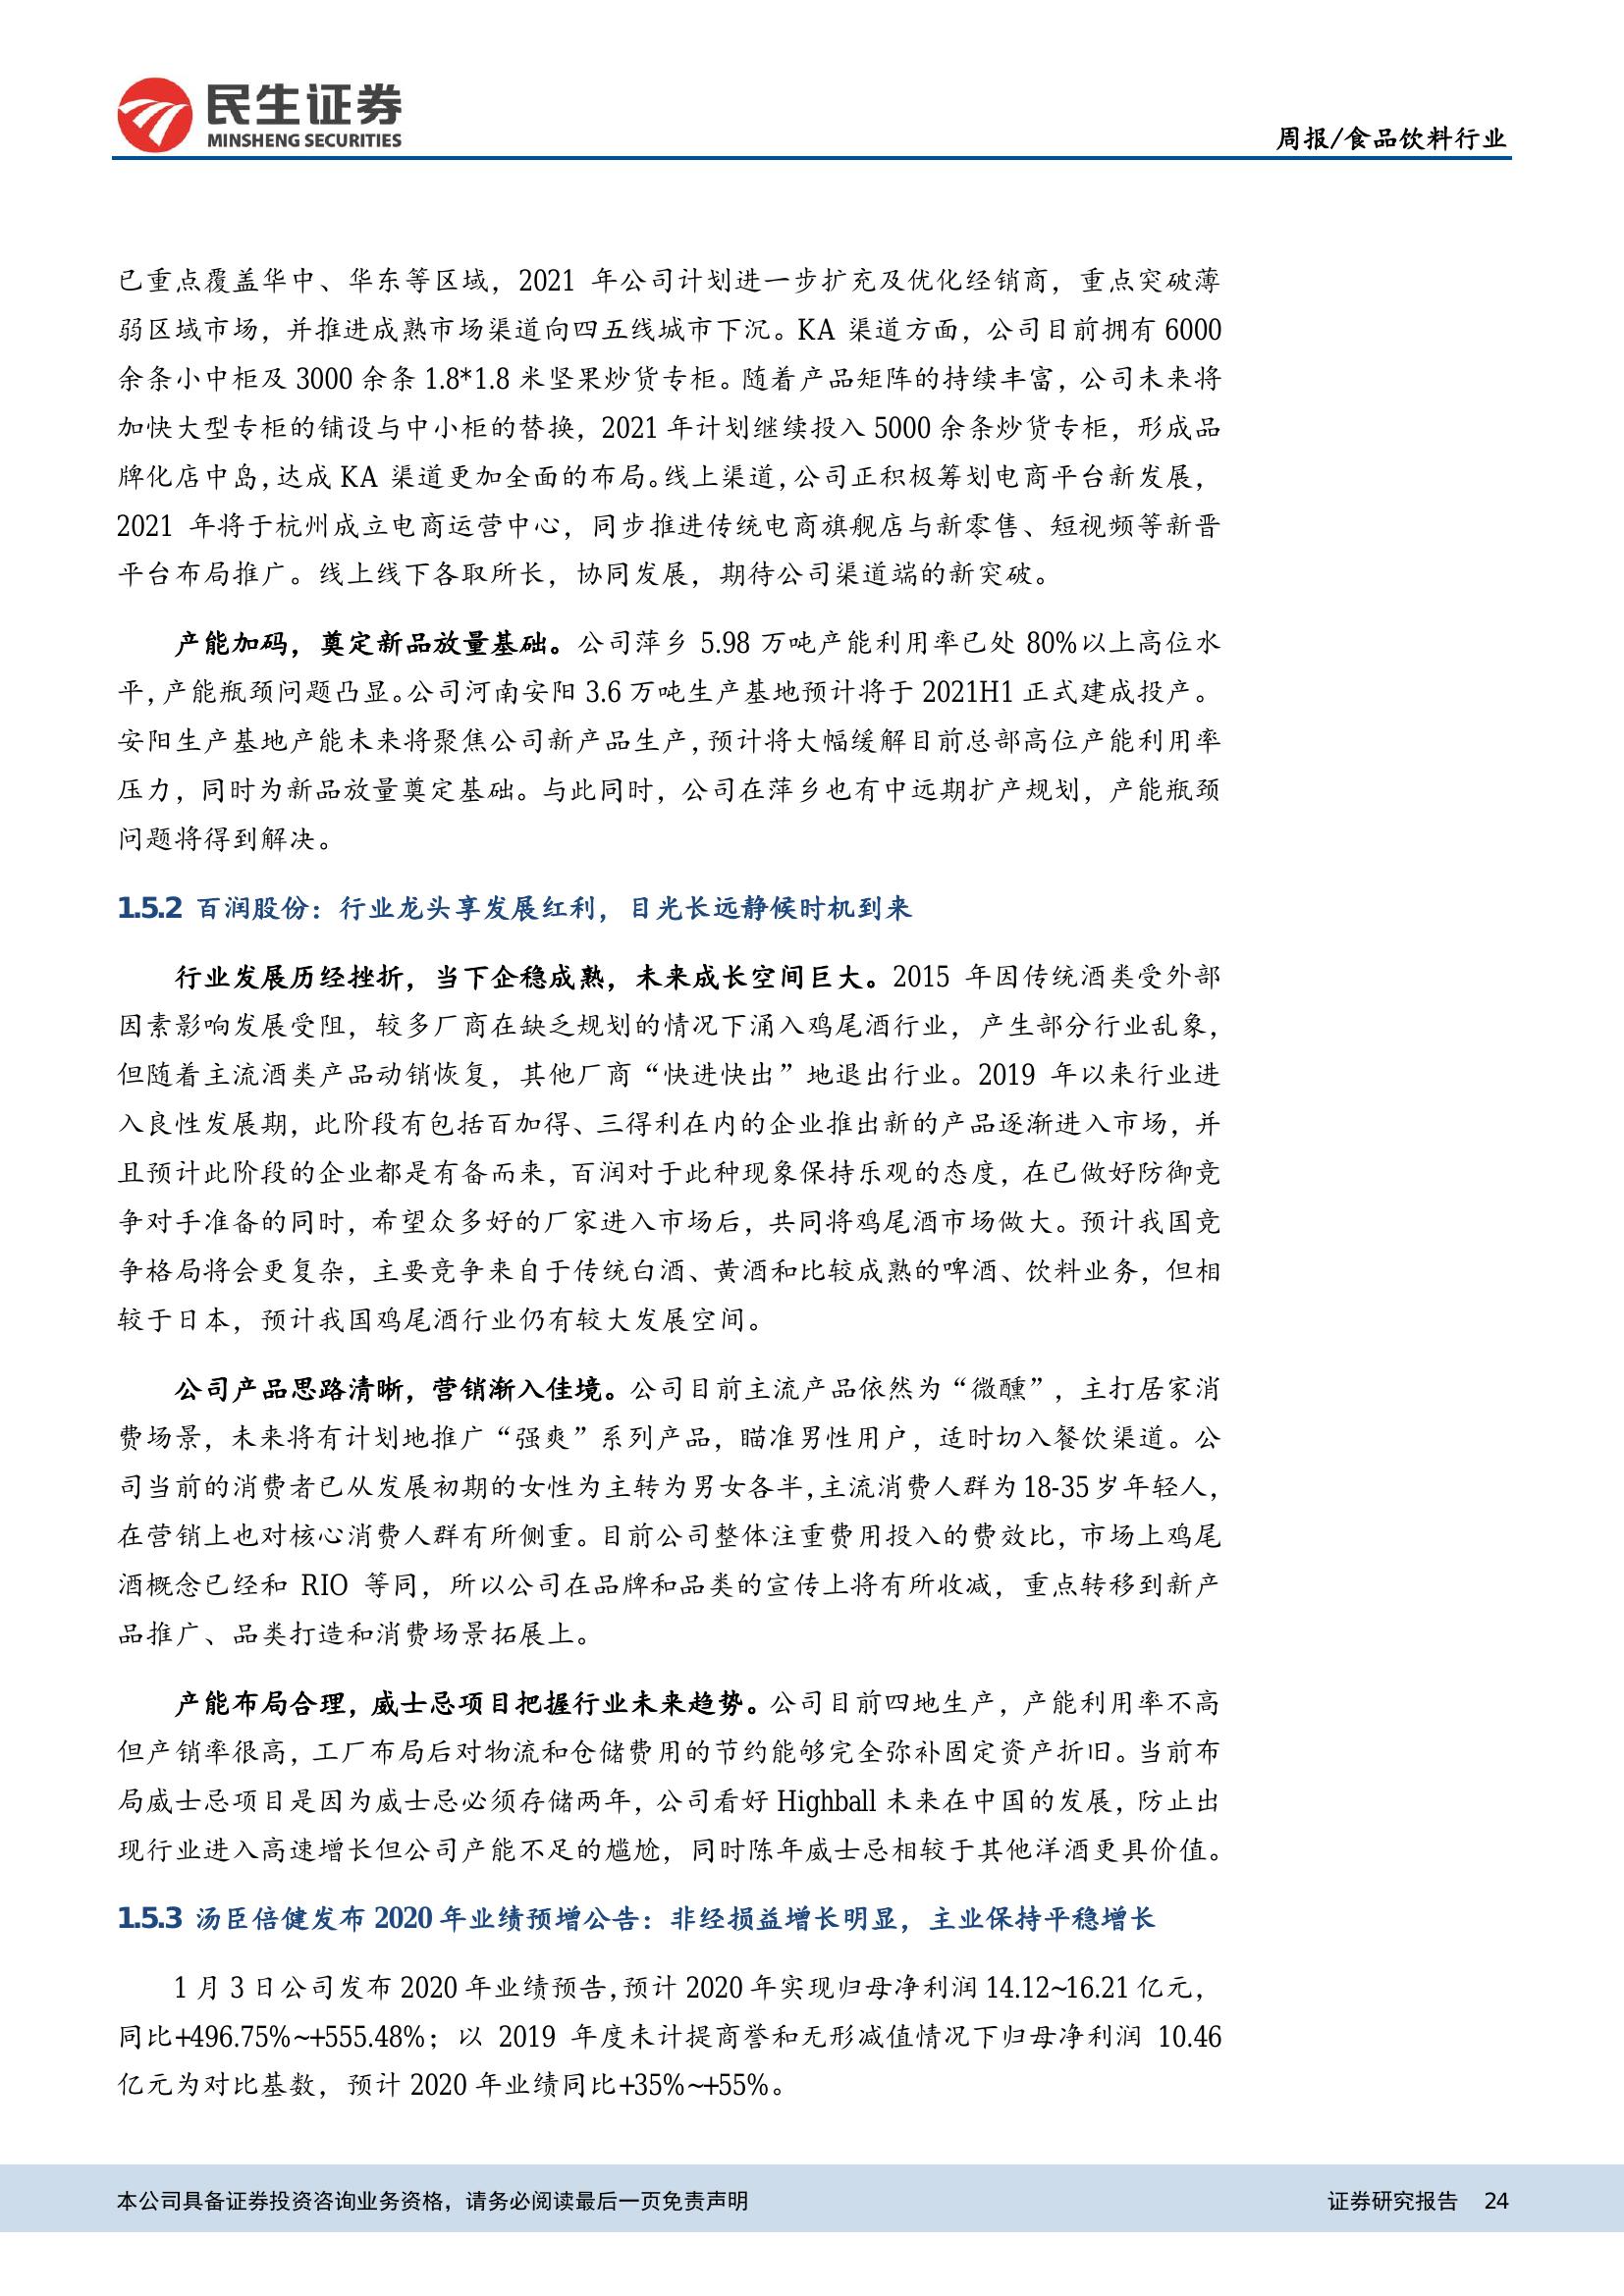 民生证券
MINSHENG SECURITIES
周报/食品饮料行业
已重点覆盖华中、华东等区域，2021 年公司计划进一步扩充及优化经销商，重点突破薄
弱区域市场，并推进成熟市场渠道向四五线城市下沉。KA 渠道方面，公司目前拥有 6000
余条小中柜及 3000 余条 1.8*1.8 米坚果炒货专柜。随着产品矩阵的持续丰富，公司未来将
加快大型专柜的铺设与中小柜的替换，2021 年计划继续投入 5000 余条炒货专柜，形成品
牌化店中岛，达成 KA 渠道更加全面的布局。线上渠道，公司正积极筹划电商平台新发展，
2021 年将于杭州成立电商运营中心，同步推进传统电商旗舰店与新零售、短视频等新晋
平台布局推广。线上线下各取所长，协同发展，期待公司渠道端的新突破。
产能加码，奠定新品放量基础。公司萍乡 5.98 万吨产能利用率已处 80%以上高位水
平，产能瓶颈问题凸显。公司河南安阳 3.6 万吨生产基地预计将于 2021H1 正式建成投产。
安阳生产基地产能未来将聚焦公司新产品生产，预计将大幅缓解目前总部高位产能利用率
压力，同时为新品放量奠定基础。与此同时，公司在萍乡也有中远期扩产规划，产能瓶颈
问题将得到解决。
1.5.2 百润股份：行业龙头享发展红利，目光长远静候时机到来
行业发展历经挫折，当下企稳成熟，未来成长空间巨大。2015 年因传统酒类受外部
因素影响发展受阻，较多厂商在缺乏规划的情况下涌入鸡尾酒行业，产生部分行业乱象，
但随着主流酒类产品动销恢复，其他厂商“快进快出”地退出行业。2019 年以来行业进
入良性发展期，此阶段有包括百加得、三得利在内的企业推出新的产品逐渐进入市场，并
且预计此阶段的企业都是有备而来，百润对于此种现象保持乐观的态度，在已做好防御竞
争对手准备的同时，希望众多好的厂家进入市场后，共同将鸡尾酒市场做大。预计我国竞
争格局将会更复杂，主要竞争来自于传统白酒、黄酒和比较成熟的啤酒、饮料业务，但相
较于日本，预计我国鸡尾酒行业仍有较大发展空间。
公司产品思路清晰，营销渐入佳境。公司目前主流产品依然为“微醺”，主打居家消
费场景，未来将有计划地推广“强爽”系列产品，瞄准男性用户，适时切入餐饮渠道。公
司当前的消费者已从发展初期的女性为主转为男女各半，主流消费人群为 18-35 岁年轻人，
在营销上也对核心消费人群有所侧重。目前公司整体注重费用投入的费效比，市场上鸡尾
酒概念已经和 RIO 等同，所以公司在品牌和品类的宣传上将有所收减，重点转移到新产
品推广、品类打造和消费场景拓展上。
产能布局合理，威士忌项目把握行业未来趋势。公司目前四地生产，产能利用率不高
但产销率很高，工厂布局后对物流和仓储费用的节约能够完全弥补固定资产折旧。当前布
局威士忌项目是因为威士忌必须存储两年，公司看好 Highball 未来在中国的发展，防止出
现行业进入高速增长但公司产能不足的尴尬，同时陈年威士忌相较于其他洋酒更具价值。
1.5.3 汤臣倍健发布 2020 年业绩预增公告：非经损益增长明显，主业保持平稳增长
1 月 3 日公司发布 2020 年业绩预告，预计 2020 年实现归母净利润 14.12~16.21 亿元，
同比+496.75%~+555.48%；以 2019 年度未计提商誉和无形减值情况下归母净利润 10.46
亿元为对比基数，预计 2020 年业绩同比+35%~+55%。
本公司具备证券投资咨询业务资格，请务必阅读最后一页免责声明
证券研究报告 24